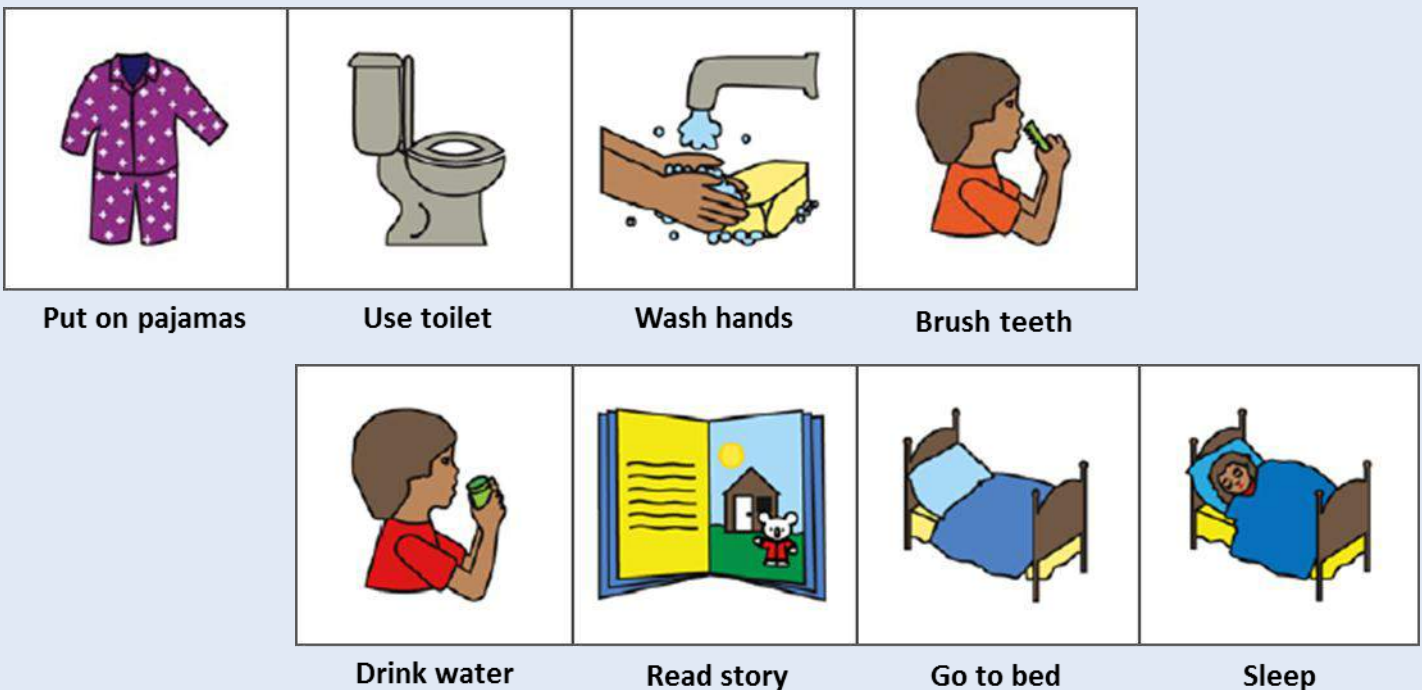 Put on pajamas
Use toilet
Wash hands
Brush teeth
Drink water
Read story
Go to bed
Sleep